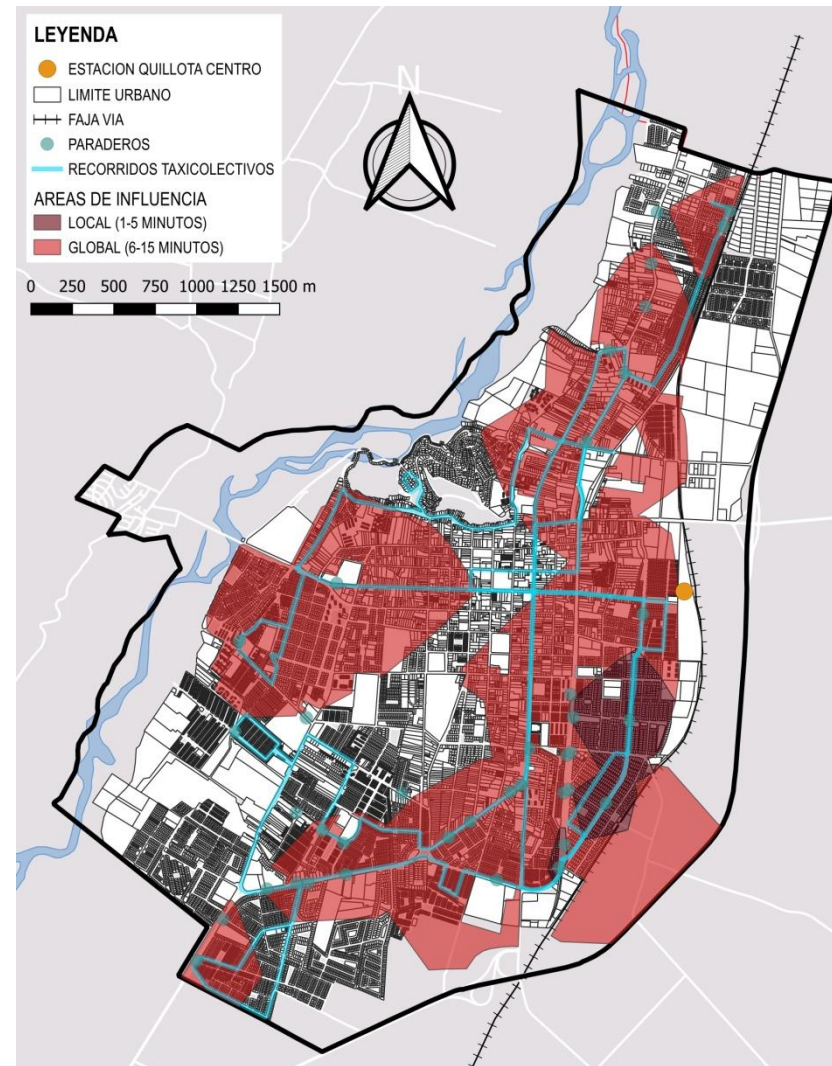 LEYENDA
ESTACION QUILLOTA CENTRO
LIMITE URBANO
FAJA VIA
PARADEROS
RECORRIDOS TAXICOLECTIVOS
AREAS DE INFLUENCIA
LOCAL (1-5 MINUTOS)
GLOBAL (6-15 MINUTOS)
0 250 500 750 1000 1250 1500 m
N